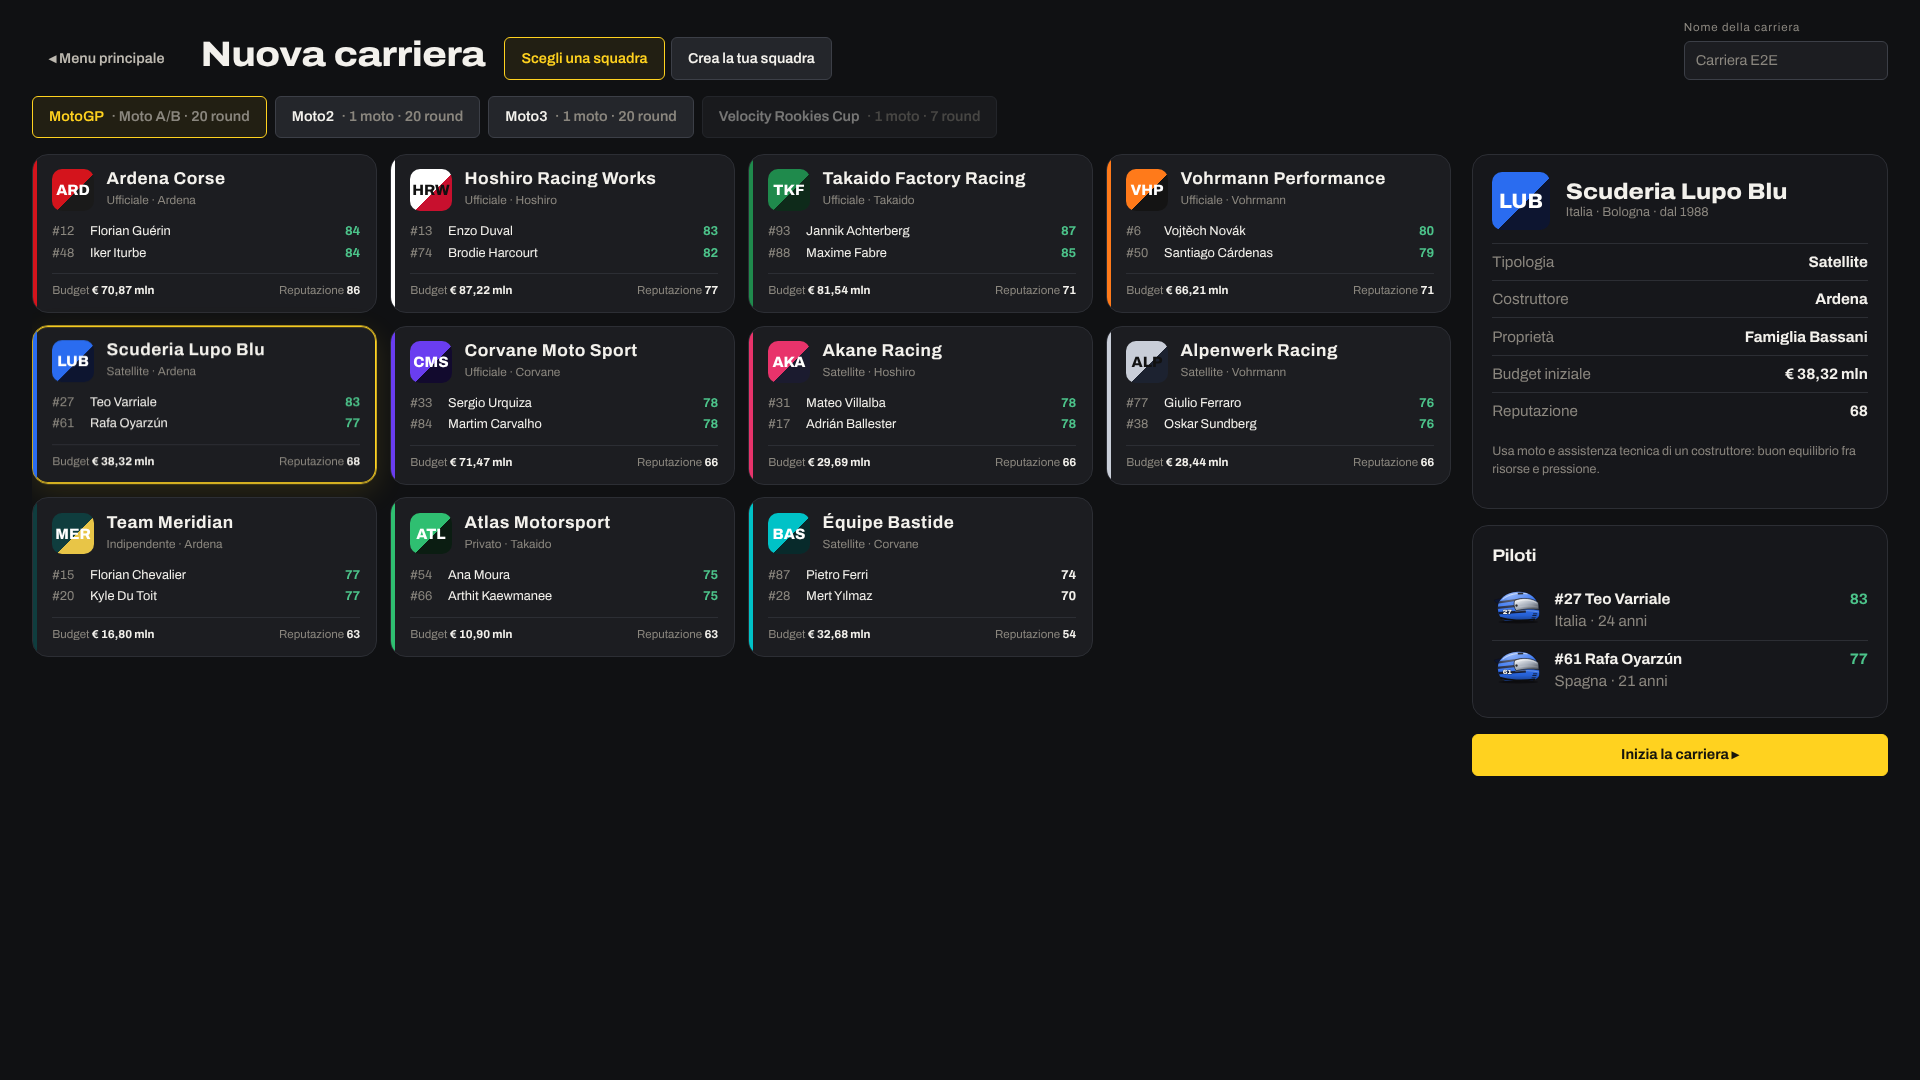 Nome della carriera
◂ Menu principale
Nuova carriera
Scegli una squadra
Crea la tua squadra
Carriera E2E
MotoGP · Moto A/B · 20 round
Moto2 · 1 moto · 20 round
Moto3 · 1 moto · 20 round
Velocity Rookies Cup · 1 moto · 7 round
ARD
Ardena Corse
Ufficiale · Ardena
#12 Florian Guérin 84
#48 Iker Iturbe 84
Budget € 70,87 mln Reputazione 86
HRW
Hoshiro Racing Works
Ufficiale · Hoshiro
#13 Enzo Duval 83
#74 Brodie Harcourt 82
Budget € 87,22 mln Reputazione 77
TKF
Takaido Factory Racing
Ufficiale · Takaido
#93 Jannik Achterberg 87
#88 Maxime Fabre 85
Budget € 81,54 mln Reputazione 71
VHP
Vohrmann Performance
Ufficiale · Vohrmann
#6 Vojtěch Novák 80
#50 Santiago Cárdenas 79
Budget € 66,21 mln Reputazione 71
LUB
Scuderia Lupo Blu
Satellite · Ardena
#27 Teo Varriale 83
#61 Rafa Oyarzún 77
Budget € 38,32 mln Reputazione 68
CMS
Corvane Moto Sport
Ufficiale · Corvane
#33 Sergio Urquiza 78
#84 Martim Carvalho 78
Budget € 71,47 mln Reputazione 66
AKA
Akane Racing
Satellite · Hoshiro
#31 Mateo Villalba 78
#17 Adrián Ballester 78
Budget € 29,69 mln Reputazione 66
ALP
Alpenwerk Racing
Satellite · Vohrmann
#77 Giulio Ferraro 76
#38 Oskar Sundberg 76
Budget € 28,44 mln Reputazione 66
MER
Team Meridian
Indipendente · Ardena
#15 Florian Chevalier 77
#20 Kyle Du Toit 77
Budget € 16,80 mln Reputazione 63
ATL
Atlas Motorsport
Privato · Takaido
#54 Ana Moura 75
#66 Arthit Kaewmanee 75
Budget € 10,90 mln Reputazione 63
BAS
Équipe Bastide
Satellite · Corvane
#87 Pietro Ferri 74
#28 Mert Yılmaz 70
Budget € 32,68 mln Reputazione 54
LUB
Scuderia Lupo Blu
Italia · Bologna · dal 1988
Tipologia Satellite
Costruttore Ardena
Proprietà Famiglia Bassani
Budget iniziale € 38,32 mln
Reputazione 68
Usa moto e assistenza tecnica di un costruttore: buon equilibrio fra
risorse e pressione.
Piloti
27
#27 Teo Varriale 83
Italia · 24 anni
61
#61 Rafa Oyarzún 77
Spagna · 21 anni
Inizia la carriera ▸